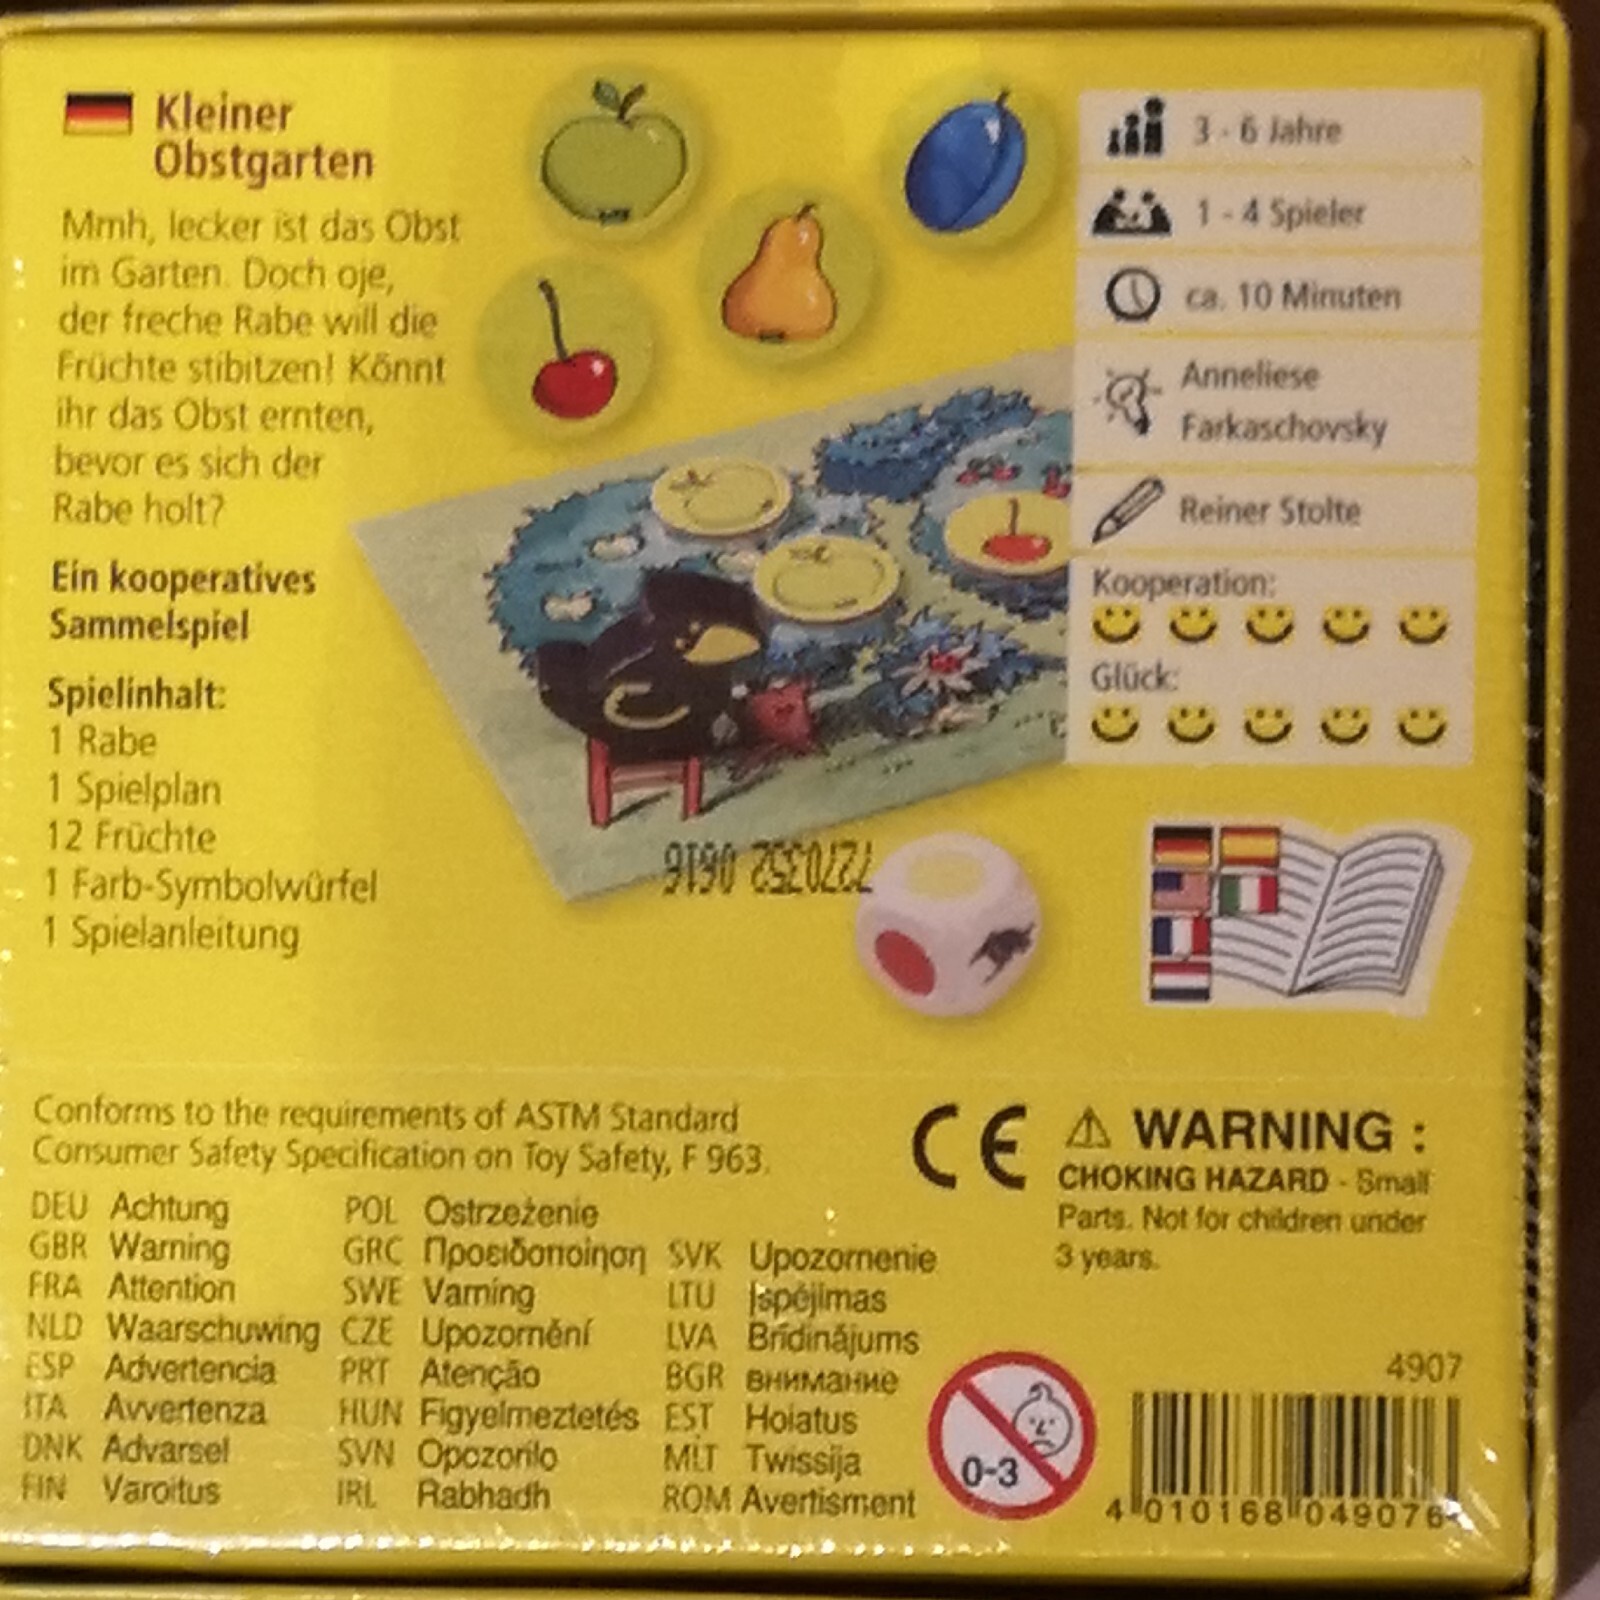 Kleiner
Obstgarten
Mmh, lecker ist das Obst
im Garten. Doch oje,
der freche Rabe will die
Früchte stibitzen! Könnt
ihr das Obst ernten,
bevor es sich der
Rabe holt?
Ein kooperatives
Sammelspiel
Spielinhalt:
1 Rabe
1 Spielplan
12 Früchte
1 Farb-Symbolwürfel
1 Spielanleitung
3 - 6 Jahre
1 - 4 Spieler
ca. 10 Minuten
Anneliese
Farkaschovsky
Reiner Stolte
Kooperation:
Glück:
7270352 0616
Conforms to the requirements of ASTM Standard
Consumer Safety Specification on Toy Safety, F 963.
CE
WARNING :
CHOKING HAZARD - Small
Parts. Not for children under
3 years.
DEU Achtung
GBR Warning
FRA Attention
NLD Waarschuwing
ESP Advertencia
ITA Avvertenza
DNK Advarsel
FIN Varoitus
POL Ostrzeżenie
GRC Προειδοποίηση
SWE Varning
CZE Upozornění
PRT Atenção
HUN Figyelmeztetés
SVN Opozorilo
IRL Rabhadh
SVK Upozornenie
LTU Įspėjimas
LVA Brīdinājums
BGR внимание
EST Hoiatus
MLT Twissija
ROM Avertisment
0-3
4907
4 010168 049076